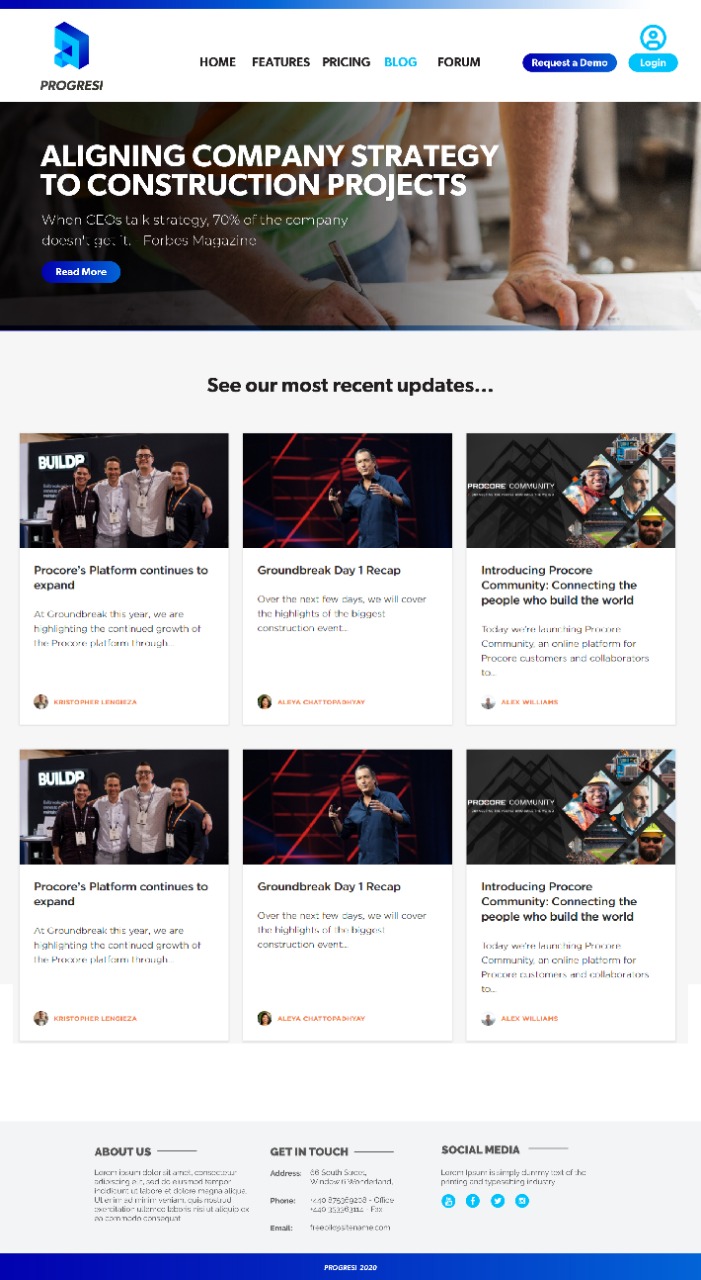 PROGRESI
HOME FEATURES PRICING BLOG FORUM
Request a Demo
Login
ALIGNING COMPANY STRATEGY
TO CONSTRUCTION PROJECTS
When CEOs talk strategy, 70% of the company
doesn't get it. Forbes Magazine
Read More
See our most recent updates...
BUILDP
Procore's Platform continues to
expand
At Groundbreak this year, we are
highlighting the continued growth of
the Procore platform through...
KRISTOPHER LENGIEZA
Groundbreak Day 1 Recap
Over the next few days, we will cover
the highlights of the biggest
construction event...
ALEYA CHATTOPADHYAY
PROCORE COMMUNITY
Introducing Procore
Community: Connecting the
people who build the world
Today we're launching Procore
Community, an online platform for
Procore customers and collaborators
to...
ALEX WILLIAMS
BUILDP
Procore's Platform continues to
expand
At Groundbreak this year, we are
highlighting the continued growth of
the Procore platform through...
KRISTOPHER LENGIEZA
Groundbreak Day 1 Recap
Over the next few days, we will cover
the highlights of the biggest
construction event...
ALEYA CHATTOPADHYAY
PROCORE COMMUNITY
Introducing Procore
Community: Connecting the
people who build the world
Today we're launching Procore
Community, an online platform for
Procore customers and collaborators
to...
ALEX WILLIAMS
ABOUT US
Lorem ipsum dolor sit amet, consectetur
adipiscing elit, sed do eiusmod tempor
incididunt ut labore et dolore magna aliqua.
Ut enim ad minim veniam, quis nostrud
exercitation ullamco laboris nisi ut aliquip ex
ea commodo consequat
GET IN TOUCH
Address: 66 South Street,
Window 6 Wonderland,
Phone: - Office
- Fax
Email:
SOCIAL MEDIA
Lorem Ipsum is simply dummy text of the
printing and typesetting industry
PROGRESI 2020